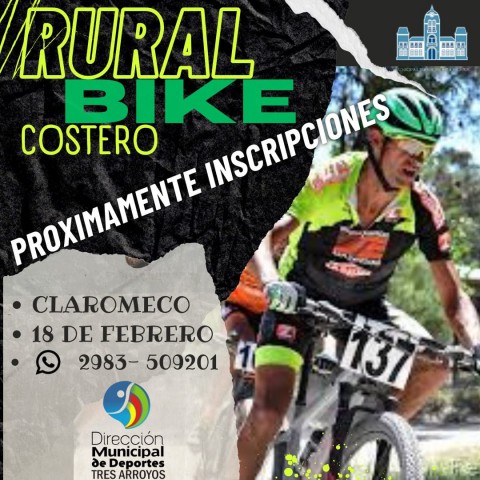 RURAL
BIKE
COSTERO
PROXIMAMENTE INSCRIPCIONES
CLAROMECO
18 DE FEBRERO
2983- 509201
137
Dirección
Municipal
de Deportes
TRES ARROYOS